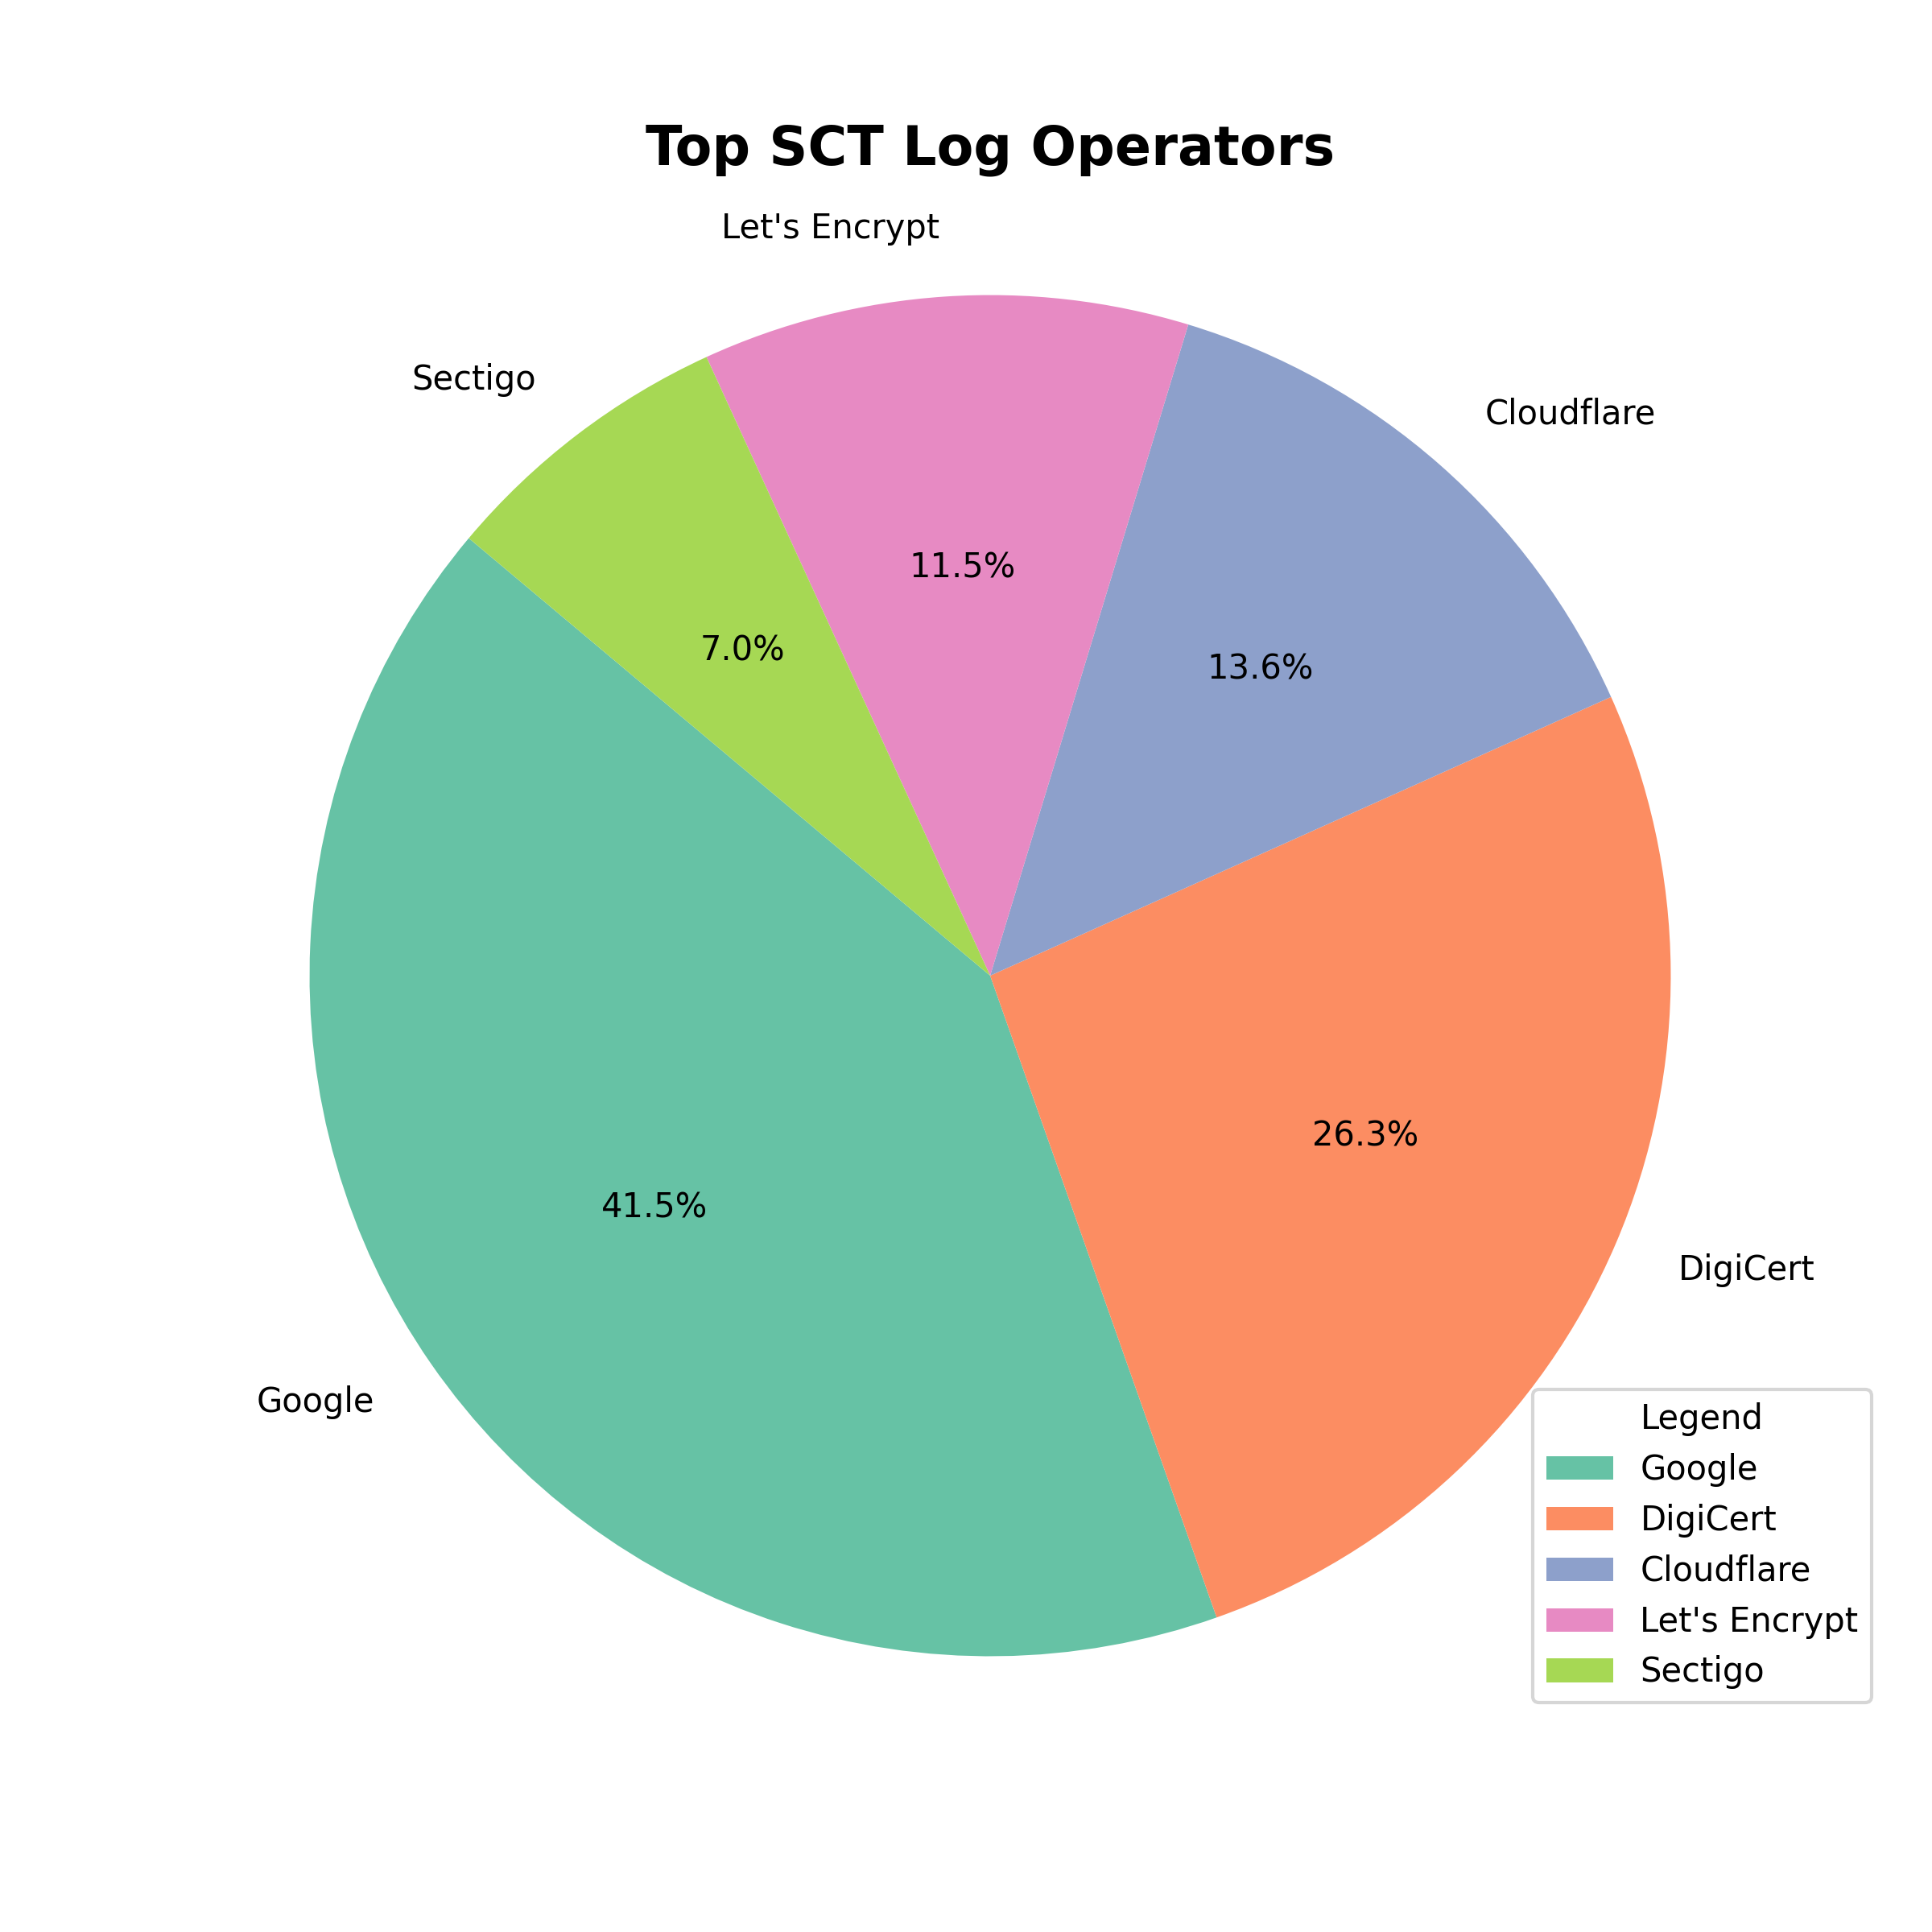 Top SCT Log Operators
Let's Encrypt
Sectigo
Cloudflare
11.5%
7.0%
13.6%
26.3%
41.5%
DigiCert
Google
Legend
Google
DigiCert
Cloudflare
Let's Encrypt
Sectigo